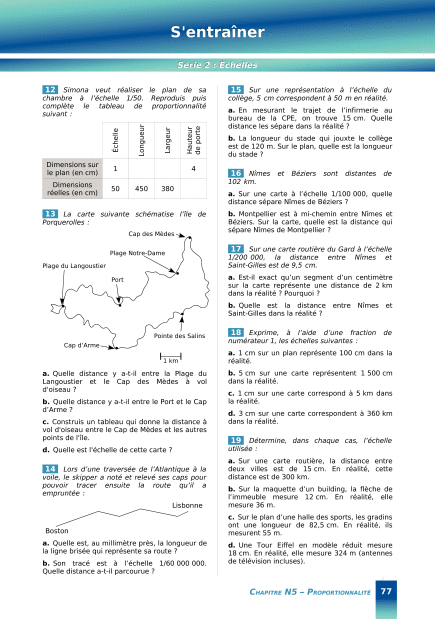 S'entraîner
Série 2 : Échelles
12 Simona veut réaliser le plan de sa
chambre à l'échelle 1/50. Reproduis puis
complète le tableau de proportionnalité
suivant :
Échelle
Longueur
Largeur
Hauteur
de porte
Dimensions sur
le plan (en cm)
1
4
Dimensions
réelles (en cm)
50
450
380
13 La carte suivante schématise l'île de
Porquerolles :
Cap des Mèdes
Plage Notre-Dame
Plage du Langoustier
Port
Pointe des Salins
Cap d'Arme
1 km
a. Quelle distance y a-t-il entre la Plage du
Langoustier et le Cap des Mèdes à vol
d'oiseau ?
b. Quelle distance y a-t-il entre le Port et le Cap
d'Arme ?
c. Construis un tableau qui donne la distance à
vol d'oiseau entre le Cap de Mèdes et les autres
points de l'île.
d. Quelle est l'échelle de cette carte ?
14 Lors d'une traversée de l'Atlantique à la
voile, le skipper a noté et relevé ses caps pour
pouvoir tracer ensuite la route qu'il a
empruntée :
Lisbonne
Boston
a. Quelle est, au millimètre près, la longueur de
la ligne brisée qui représente sa route ?
b. Son tracé est à l'échelle 1/60 000 000.
Quelle distance a-t-il parcourue ?
15 Sur une représentation à l'échelle du
collège, 5 cm correspondent à 50 m en réalité.
a. En mesurant le trajet de l'infirmerie au
bureau de la CPE, on trouve 15 cm. Quelle
distance les sépare dans la réalité ?
b. La longueur du stade qui jouxte le collège
est de 120 m. Sur le plan, quelle est la longueur
du stade ?
16 Nîmes et Béziers sont distantes de
102 km.
a. Sur une carte à l'échelle 1/100 000, quelle
distance sépare Nîmes de Béziers ?
b. Montpellier est à mi-chemin entre Nîmes et
Béziers. Sur la carte, quelle est la distance qui
sépare Nîmes de Montpellier ?
17 Sur une carte routière du Gard à l'échelle
1/200 000, la distance entre Nîmes et
Saint-Gilles est de 9,5 cm.
a. Est-il exact qu'un segment d'un centimètre
sur la carte représente une distance de 2 km
dans la réalité ? Pourquoi ?
b. Quelle est la distance entre Nîmes et
Saint-Gilles dans la réalité ?
18 Exprime, à l'aide d'une fraction de
numérateur 1, les échelles suivantes :
a. 1 cm sur un plan représente 100 cm dans la
réalité.
b. 5 cm sur une carte représentent 1 500 cm
dans la réalité.
c. 1 cm sur une carte correspond à 5 km dans
la réalité.
d. 3 cm sur une carte correspondent à 360 km
dans la réalité.
19 Détermine, dans chaque cas, l'échelle
utilisée :
a. Sur une carte routière, la distance entre
deux villes est de 15 cm. En réalité, cette
distance est de 300 km.
b. Sur la maquette d'un building, la flèche de
l'immeuble mesure 12 cm. En réalité, elle
mesure 36 m.
c. Sur le plan d'une halle des sports, les gradins
ont une longueur de 82,5 cm. En réalité, ils
mesurent 55 m.
d. Une Tour Eiffel en modèle réduit mesure
18 cm. En réalité, elle mesure 324 m (antennes
de télévision incluses).
CHAPITRE N5 – PROPORTIONNALITÉ 77